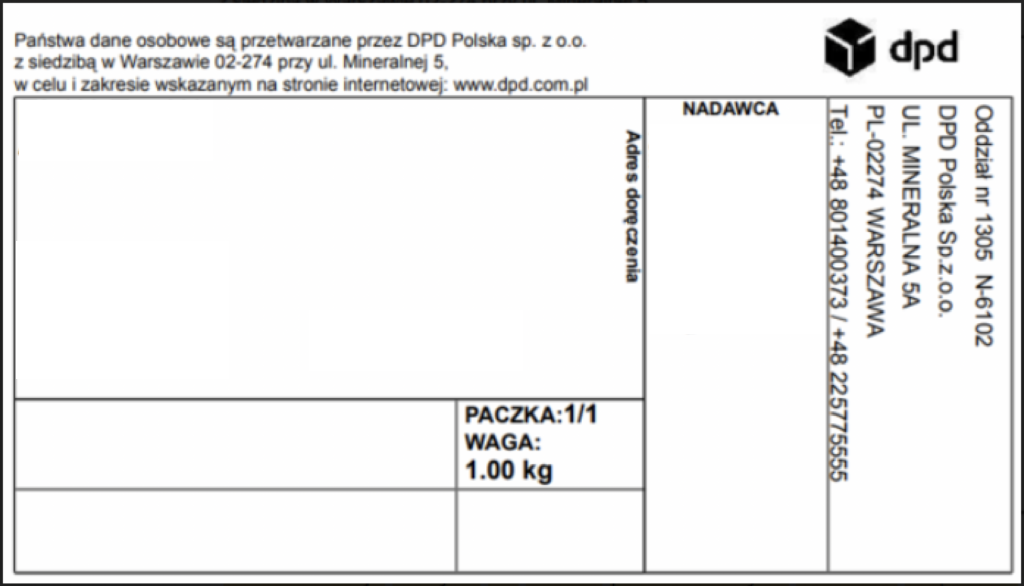 Państwa dane osobowe są przetwarzane przez DPD Polska sp. z o.o.
z siedzibą w Warszawie 02-274 przy ul. Mineralnej 5,
w celu i zakresie wskazanym na stronie internetowej: www.dpd.com.pl
dpd
Adres doręczenia
NADAWCA
Oddział nr 1305 N-6102
DPD Polska Sp.z.o.o.
UL. MINERALNA 5A
PL-02274 WARSZAWA
Tel.: +48 801400373 / +48 225775555
PACZKA:1/1
WAGA:
1.00 kg